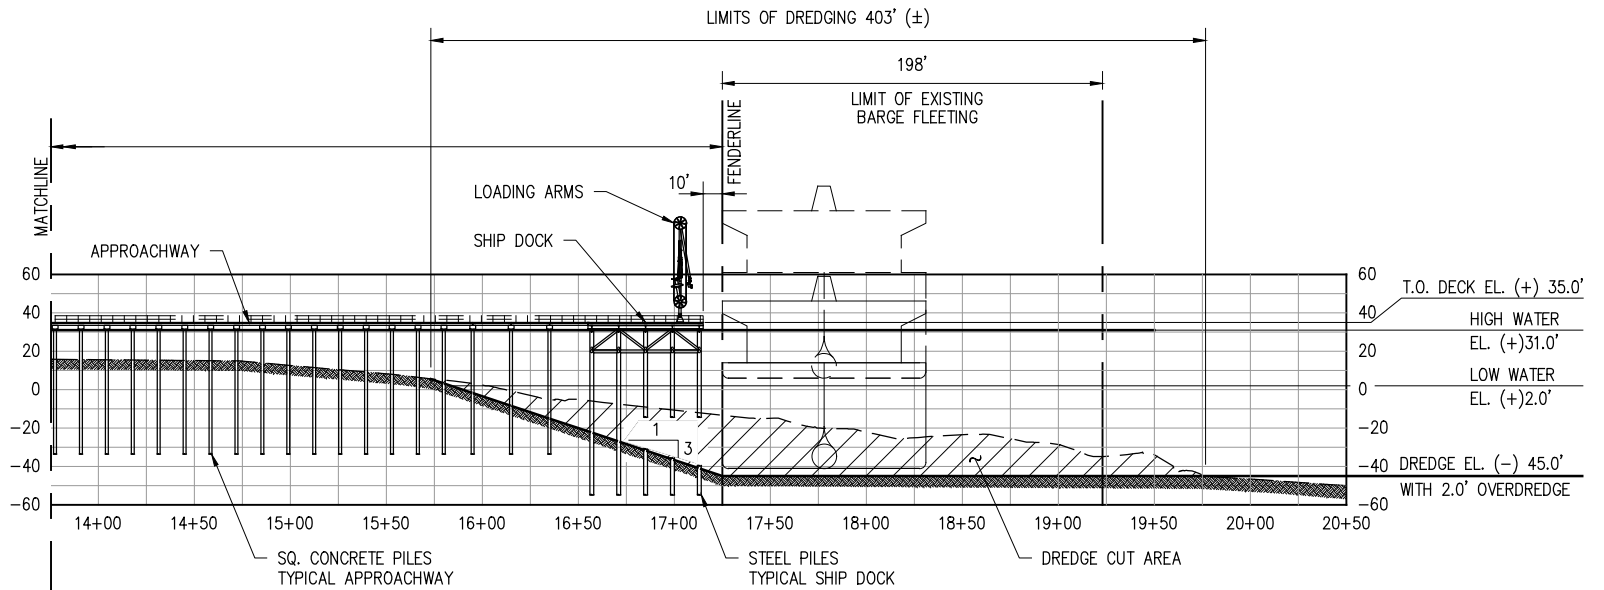 LIMITS OF DREDGING 403' (±)
198'
LIMIT OF EXISTING
BARGE FLEETING
MATCHLINE
FENDERLINE
10'
LOADING ARMS
SHIP DOCK
APPROACHWAY
60
40
20
0
-20
-40
-60
60
40
20
0
-20
-40
-60
T.O. DECK EL. (+) 35.0'
HIGH WATER
EL. (+)31.0'
LOW WATER
EL. (+)2.0'
DREDGE EL. (-) 45.0'
WITH 2.0' OVERDREDGE
1
3
14+00 14+50 15+00 15+50 16+00 16+50 17+00 17+50 18+00 18+50 19+00 19+50 20+00 20+50
SQ. CONCRETE PILES
TYPICAL APPROACHWAY
STEEL PILES
TYPICAL SHIP DOCK
DREDGE CUT AREA